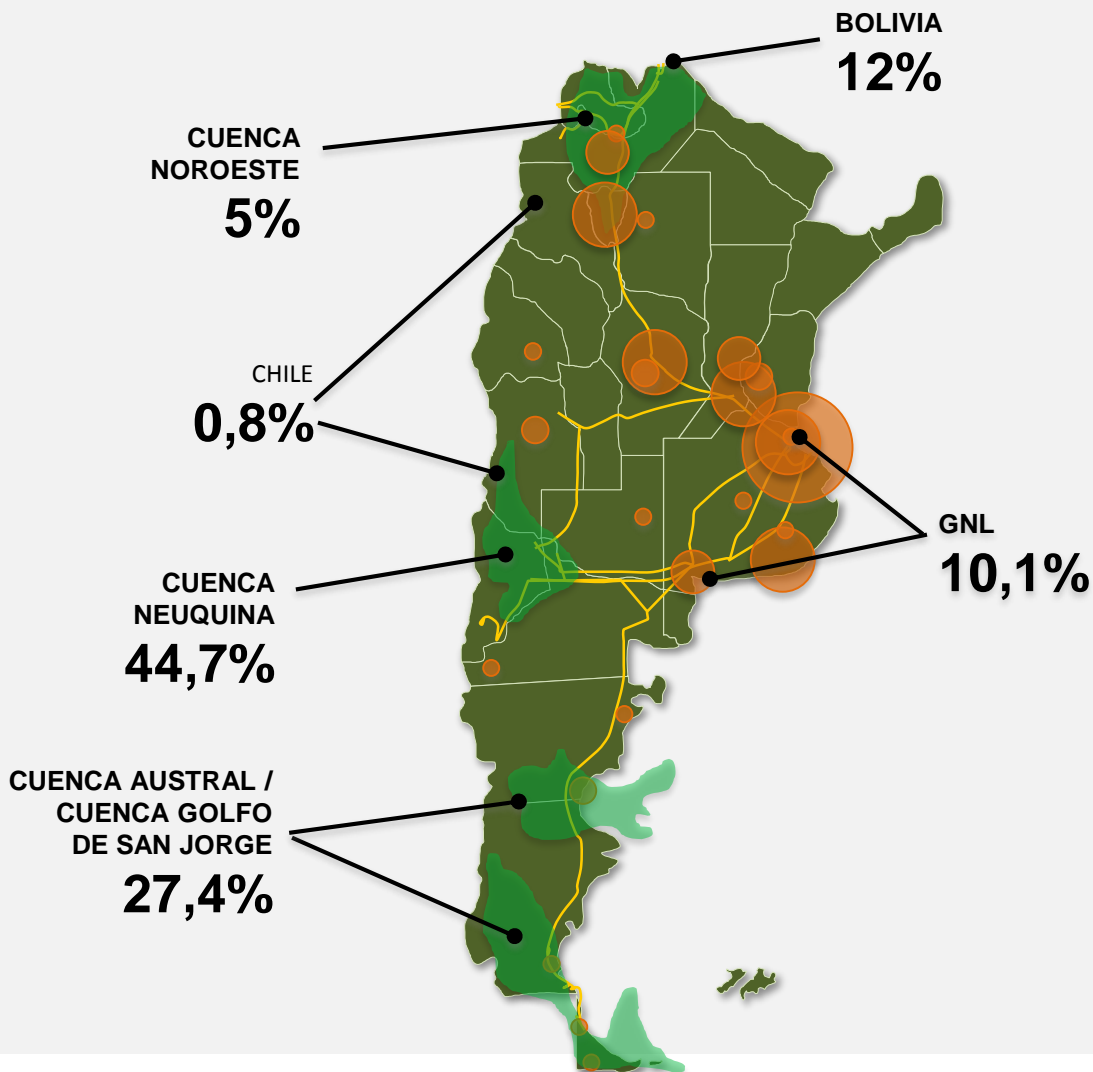 BOLIVIA
12%
CUENCA
NOROESTE
5%
CHILE
0,8%
GNL
10,1%
CUENCA
NEUQUINA
44,7%
CUENCA AUSTRAL /
CUENCA GOLFO
DE SAN JORGE
27,4%